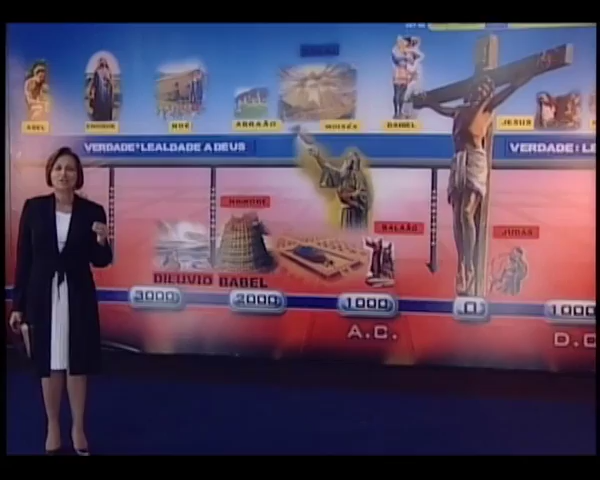 ABEL
ENOQUE
NOÉ
ABRAÃO
MOISÉS
DANIEL
JESUS
VERDADE=LEALDADE A DEUS
VERDADE: LE
BALAÃO
JUDAS
DILUVIO BABEL
3000
2000
1000
0
1000
A.C.
D.C